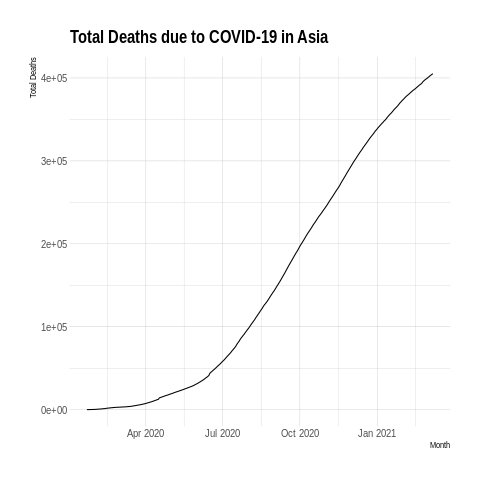 Total Deaths due to COVID-19 in Asia
Total Deaths
4e+05
3e+05
2e+05
1e+05
0e+00
Apr 2020 Jul 2020 Oct 2020 Jan 2021
Month